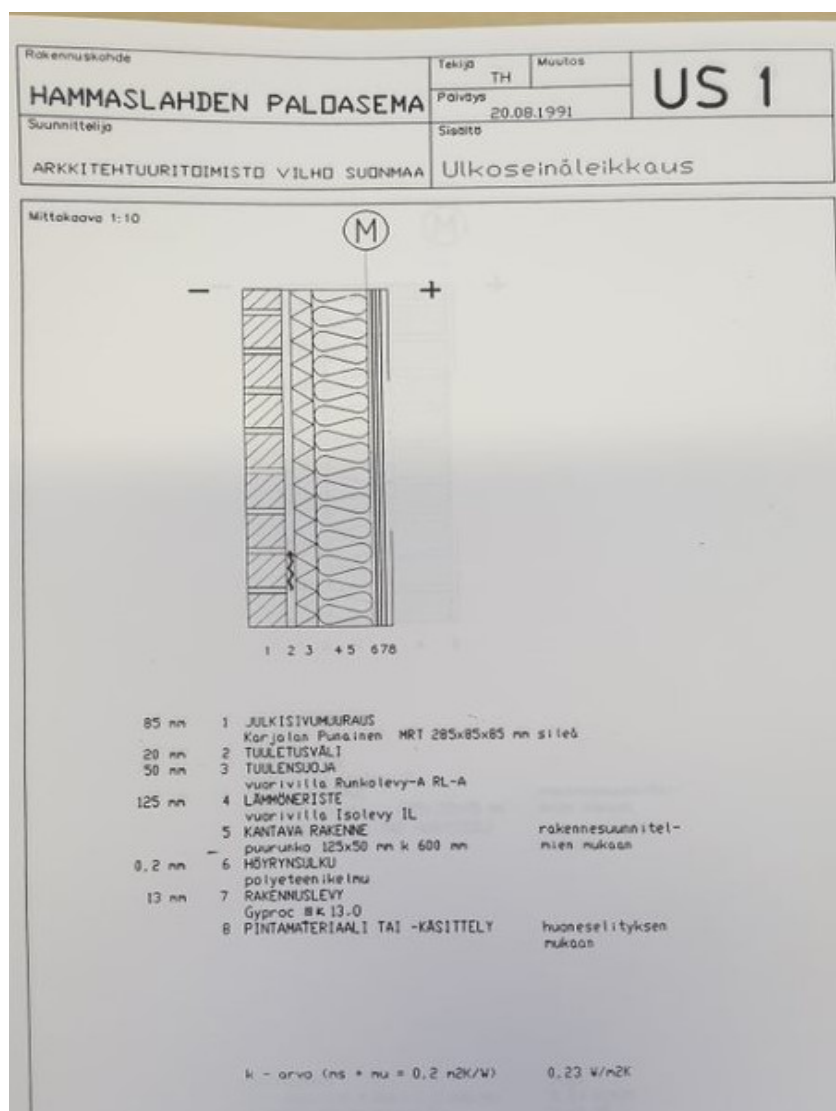 Rakennuskohde
HAMMASLAHDEN PALOASEMA
Suunnittelija
ARKKITEHTUURITOIMISTO VILHO SUONMAA
Tekijä
TH
Muutos
Päiväys
20.08.1991
US 1
Sisältö
Ulkoseinäleikkaus
Mittakaava 1:10
M
- +
1 2 3 4 5 6 7 8
85 mm 1 JULKISIVUMUURAUS
Karjalan Punainen MRT 285x85x85 mm sileä
20 mm 2 TUULETUSVÄLI
50 mm 3 TUULENSUOJA
vuorivilla Runkolevy-A RL-A
125 mm 4 LÄMMÖNERISTE
vuorivilla Isolevy IL
5 KANTAVA RAKENNE rakennesuunnitel-
puurunko 125x50 mm k 600 mm mien mukaan
0,2 mm 6 HÖYRYNSULKU
polyeteenikelmu
13 mm 7 RAKENNUSLEVY
Gyproc EK 13.0
8 PINTAMATERIAALI TAI -KÄSITTELY huoneselityksen
mukaan
k - arvo (ms + mu = 0,2 m2K/W) 0,23 W/m2K